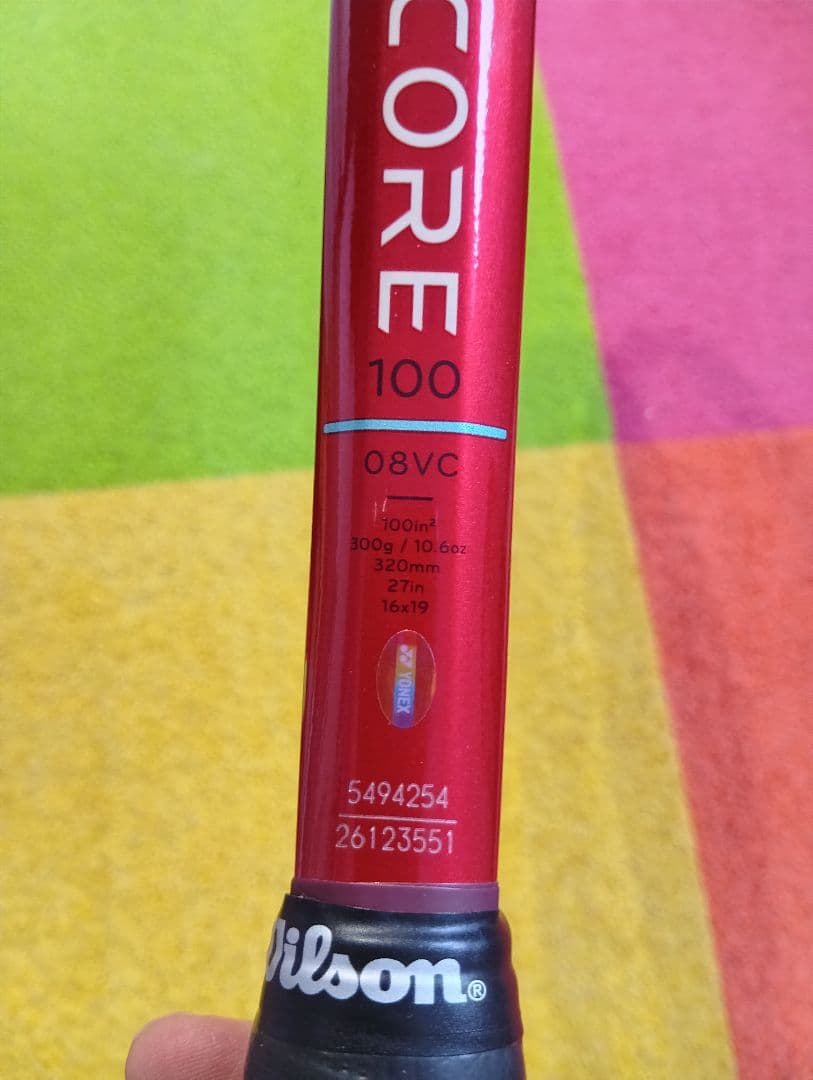 CORE
100
08VC
100in²
300g / 10.6oz
320mm
27in
16x19
YONEX
5494254
26123551
Wilson®